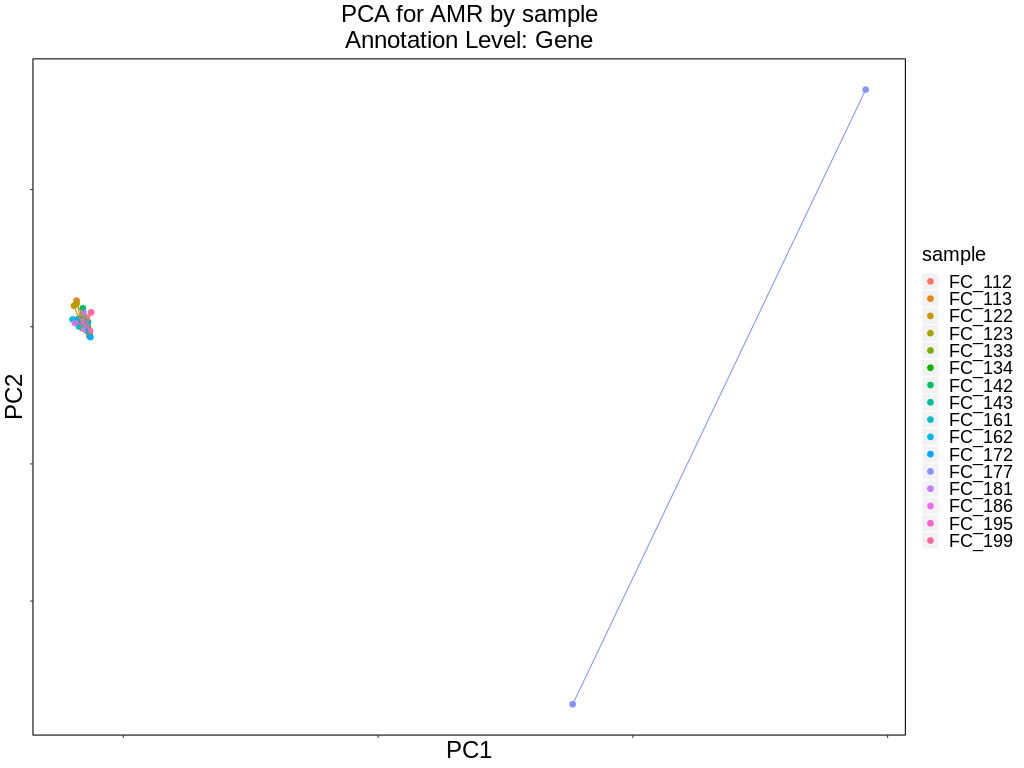 PCA for AMR by sample
Annotation Level: Gene
PC2
PC1
sample
FC_112
FC_113
FC_122
FC_123
FC_133
FC_134
FC_142
FC_143
FC_161
FC_162
FC_172
FC_177
FC_181
FC_186
FC_195
FC_199